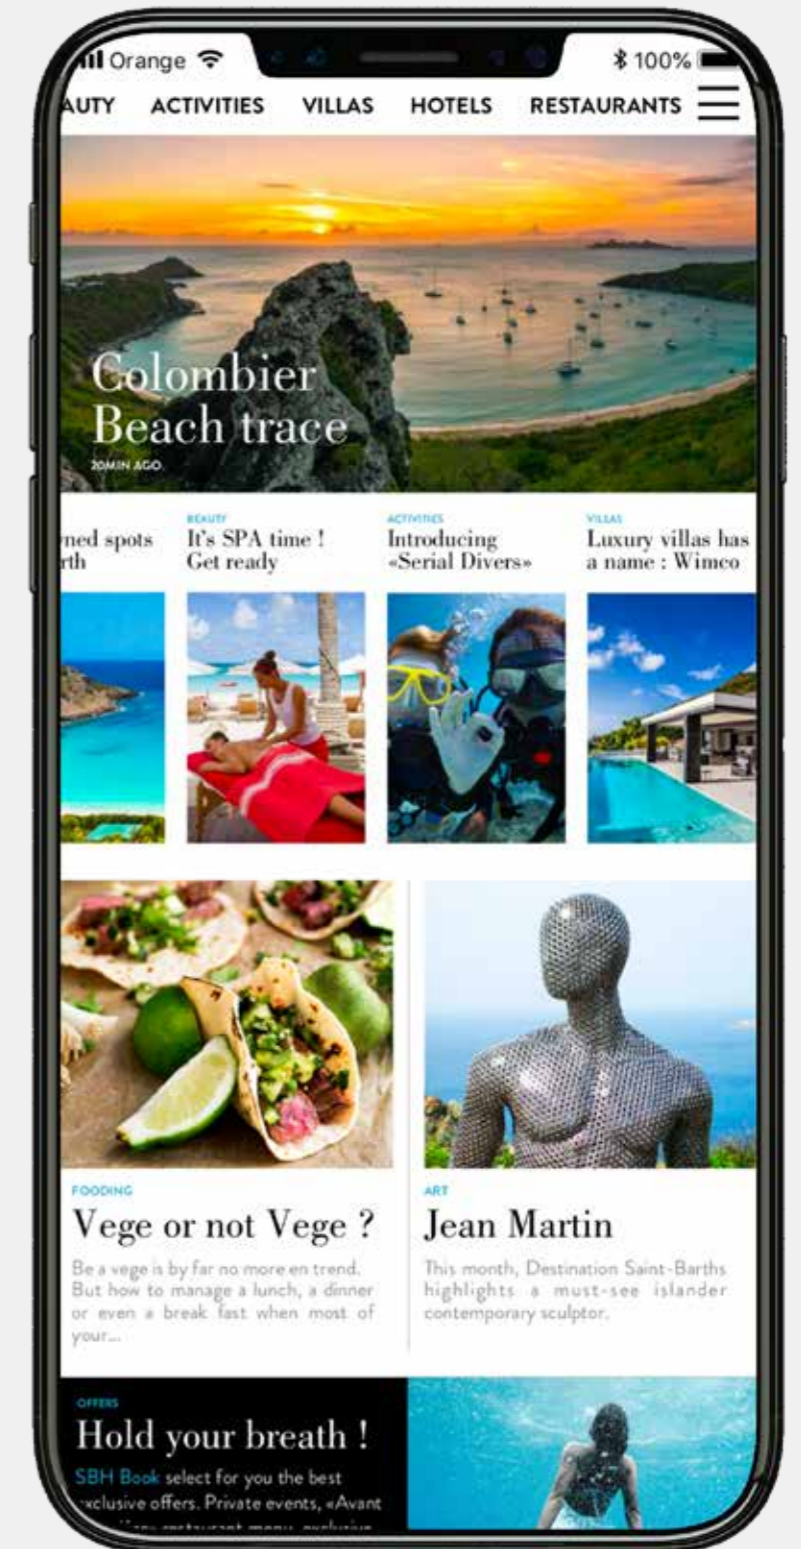 Orange 100%
AUTY ACTIVITIES VILLAS HOTELS RESTAURANTS
Colombier
Beach trace
20MIN AGO
ned spots
rth
BEAUTY
It's SPA time !
Get ready
ACTIVITIES
Introducing
«Serial Divers»
VILLAS
Luxury villas has
a name : Wimco
FOODING
Vege or not Vege ?
Be a vege is by far no more en trend.
But how to manage a lunch, a dinner
or even a break fast when most of
your...
ART
Jean Martin
This month, Destination Saint-Barths
highlights a must-see islander
contemporary sculptor.
OFFERS
Hold your breath !
SBH Book select for you the best
xclusive offers. Private events, «Avant
restaurant menu, exclusive